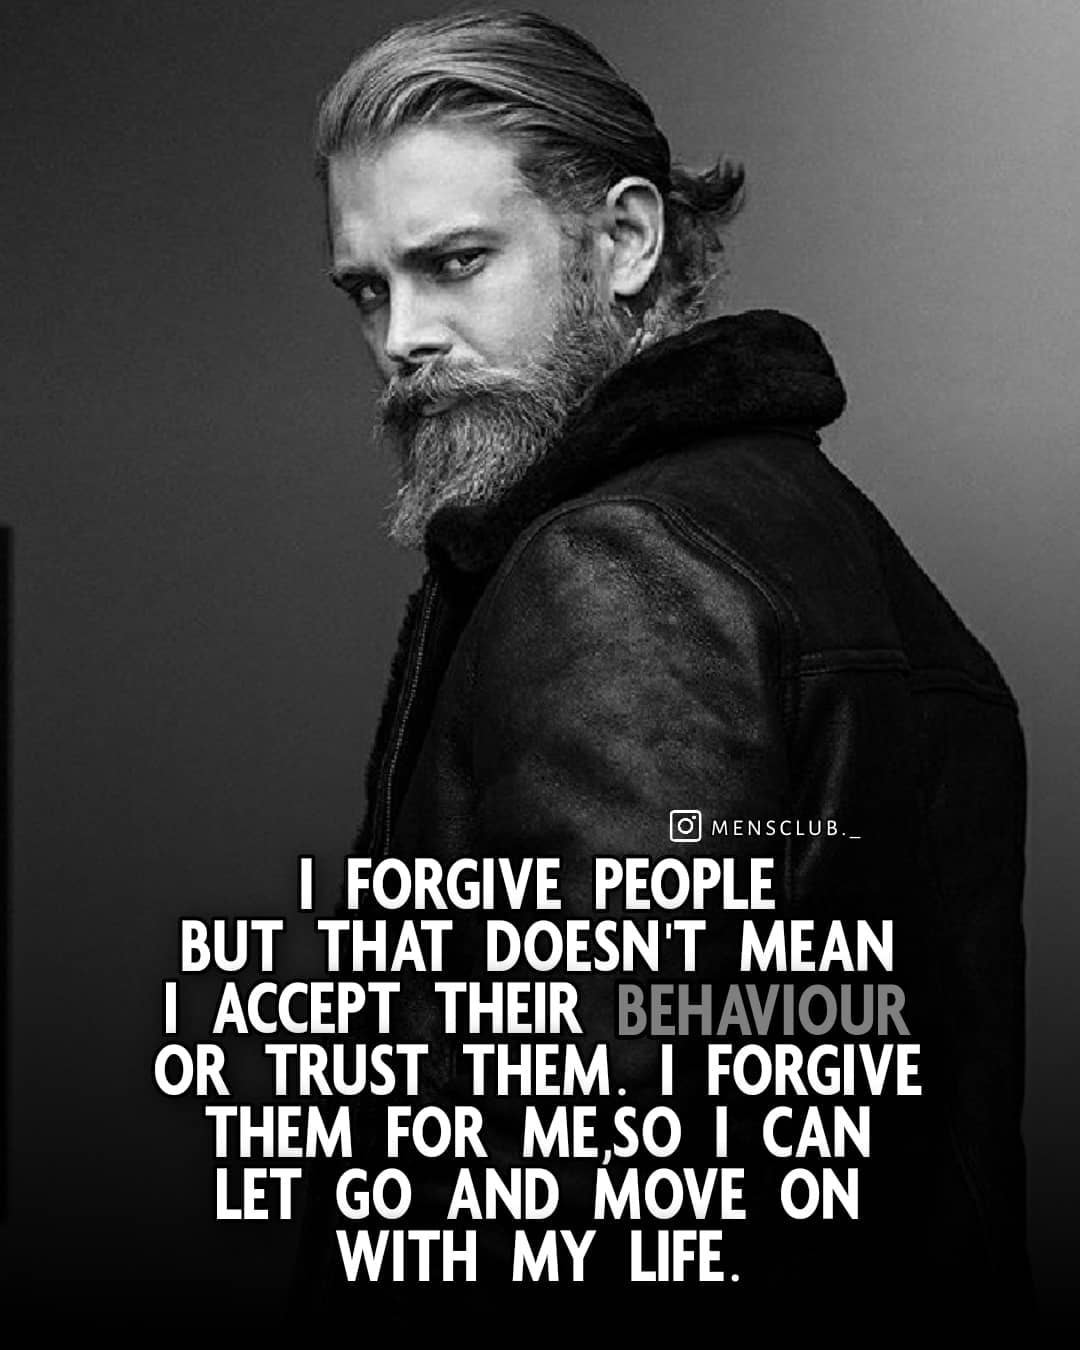 MENSCLUB._
I FORGIVE PEOPLE
BUT THAT DOESN'T MEAN
I ACCEPT THEIR BEHAVIOUR
OR TRUST THEM. I FORGIVE
THEM FOR ME,SO I CAN
LET GO AND MOVE ON
WITH MY LIFE.